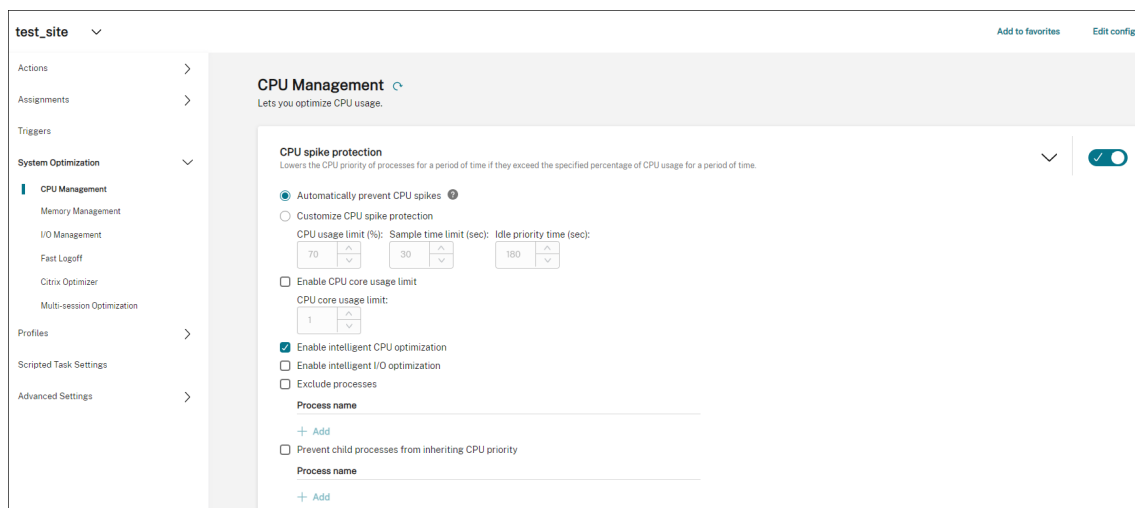 test_site
Add to favorites
Edit config
Actions
Assignments
Triggers
System Optimization
CPU Management
Memory Management
I/O Management
Fast Logoff
Citrix Optimizer
Multi-session Optimization
Profiles
Scripted Task Settings
Advanced Settings
CPU Management
Lets you optimize CPU usage.
CPU spike protection
Lowers the CPU priority of processes for a period of time if they exceed the specified percentage of CPU usage for a period of time.
Automatically prevent CPU spikes ?
Customize CPU spike protection
CPU usage limit (%): Sample time limit (sec): Idle priority time (sec):
70 30 180
Enable CPU core usage limit
CPU core usage limit:
1
Enable intelligent CPU optimization
Enable intelligent I/O optimization
Exclude processes
Process name
+ Add
Prevent child processes from inheriting CPU priority
Process name
+ Add